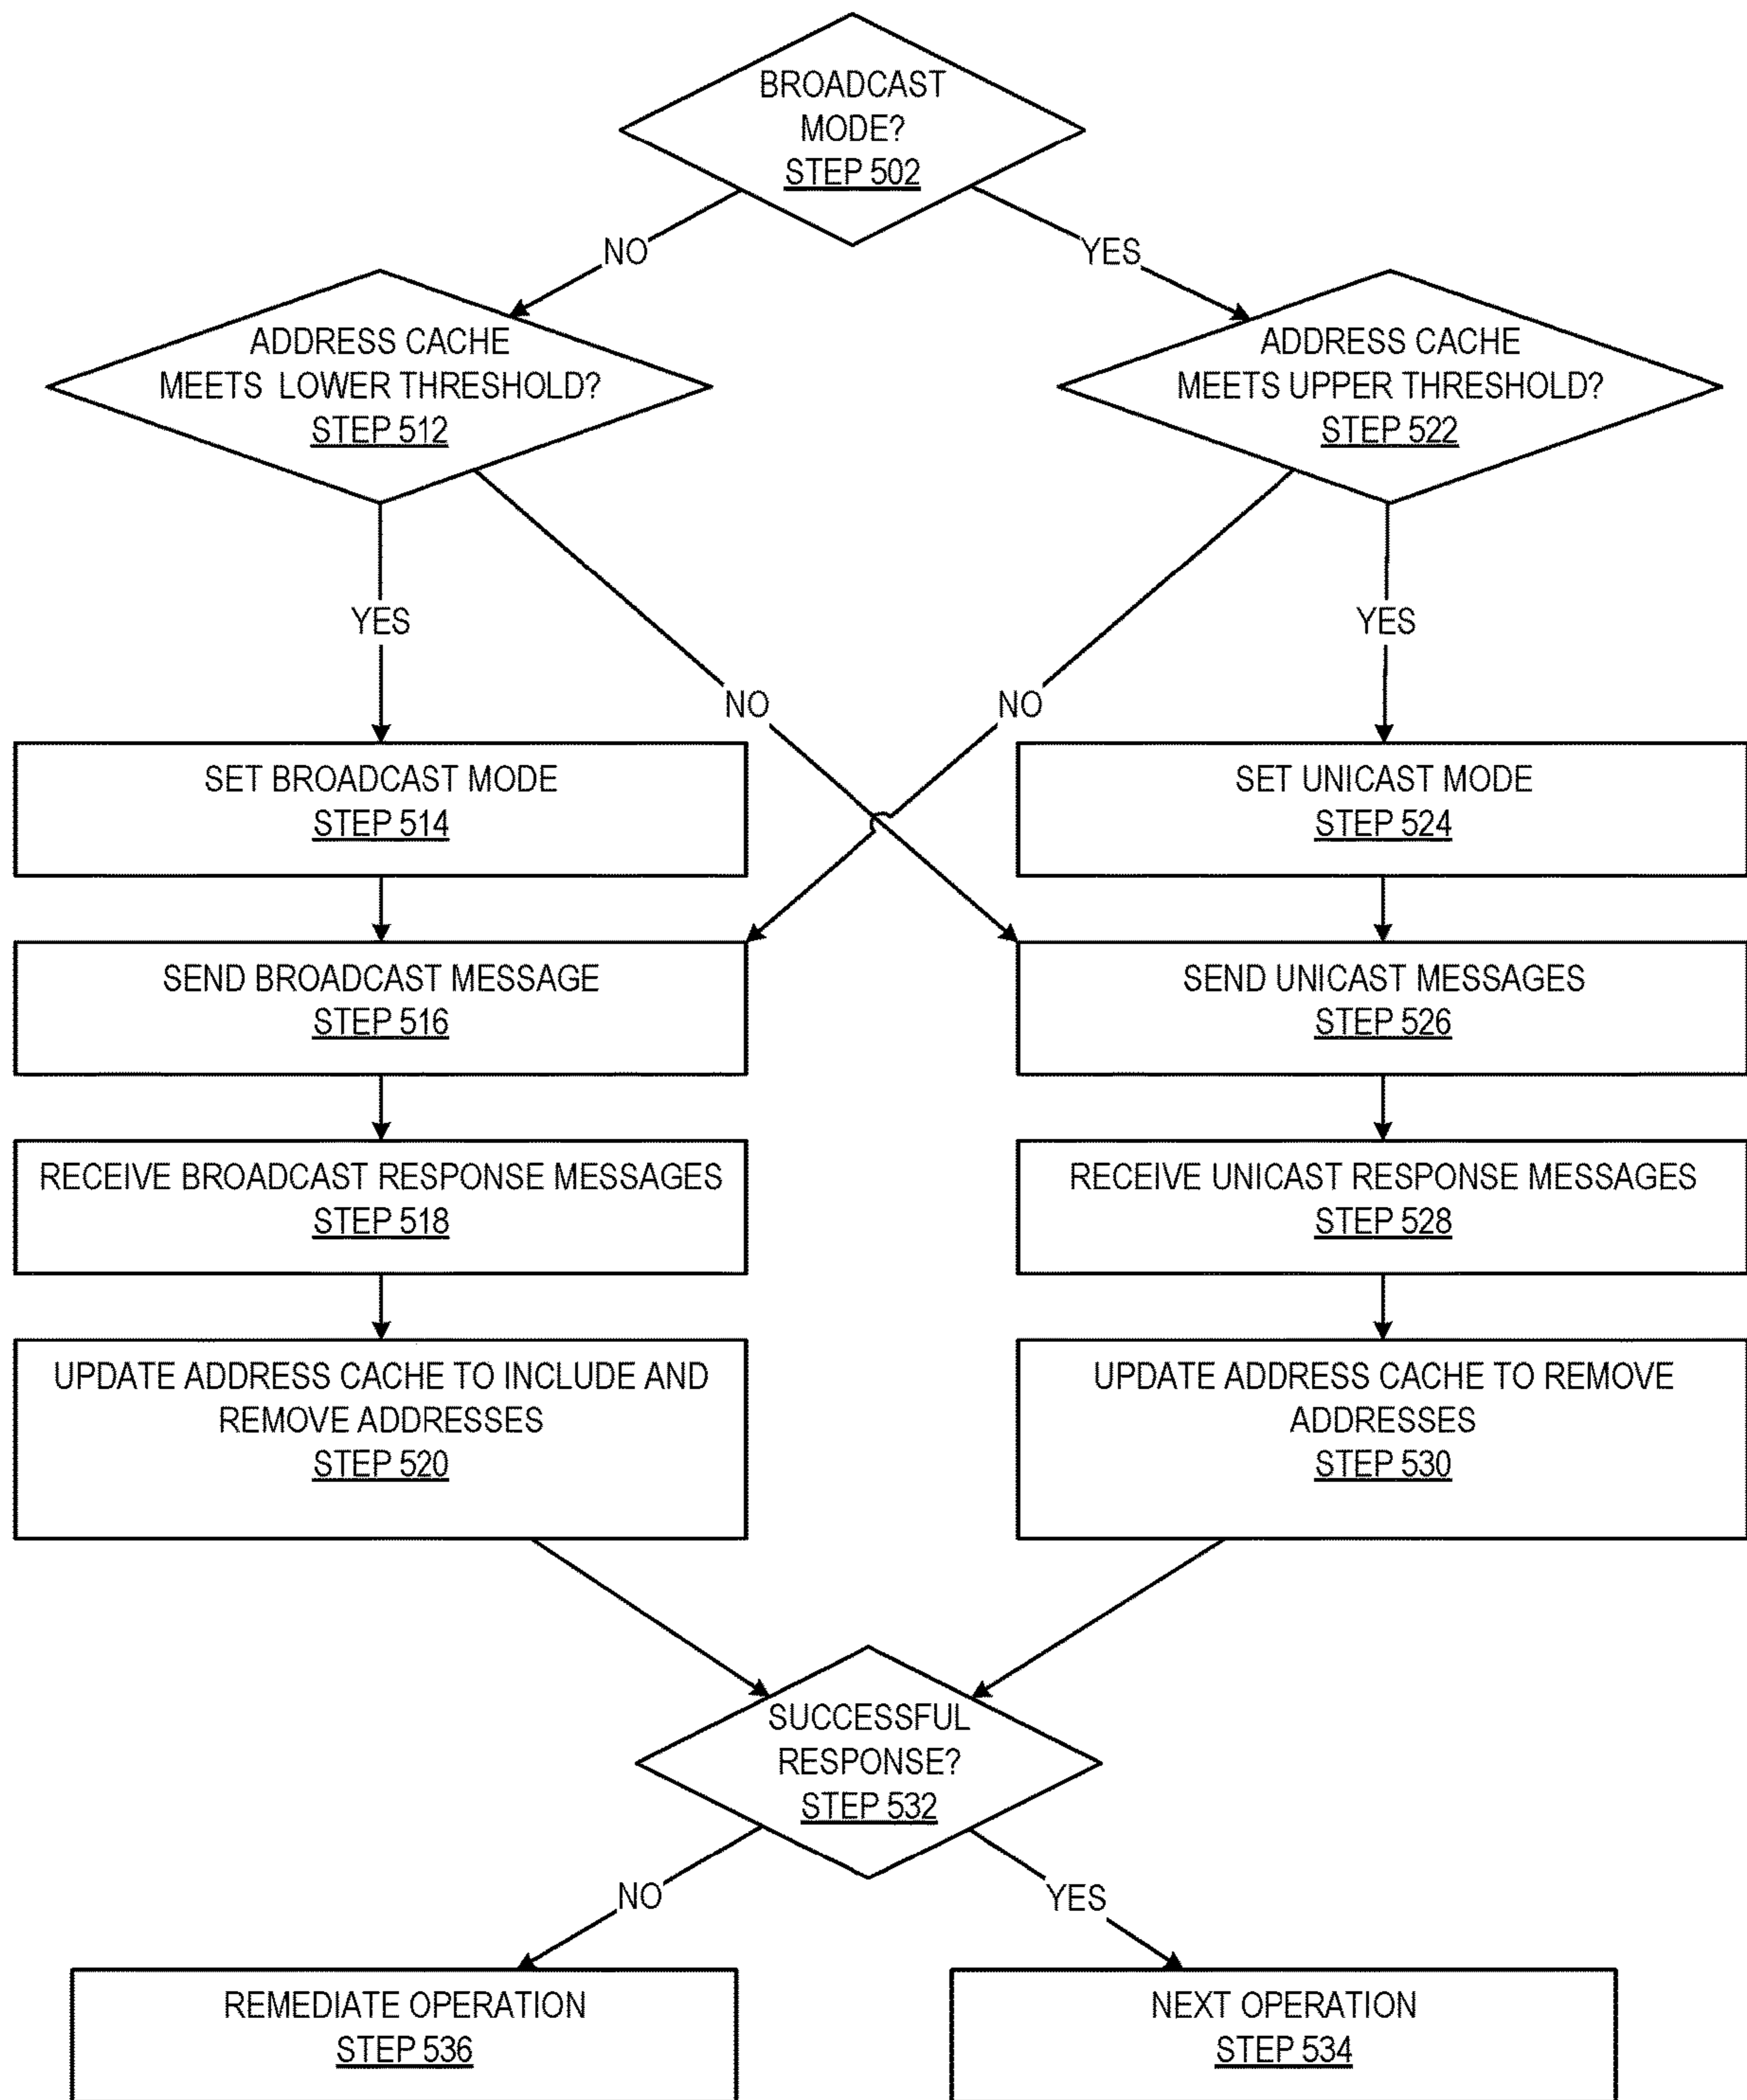 BROADCAST
MODE?
STEP 502
NO
YES
ADDRESS CACHE
MEETS LOWER THRESHOLD?
STEP 512
ADDRESS CACHE
MEETS UPPER THRESHOLD?
STEP 522
YES
YES
NO
NO
SET BROADCAST MODE
STEP 514
SET UNICAST MODE
STEP 524
SEND BROADCAST MESSAGE
STEP 516
SEND UNICAST MESSAGES
STEP 526
RECEIVE BROADCAST RESPONSE MESSAGES
STEP 518
RECEIVE UNICAST RESPONSE MESSAGES
STEP 528
UPDATE ADDRESS CACHE TO INCLUDE AND
REMOVE ADDRESSES
STEP 520
UPDATE ADDRESS CACHE TO REMOVE
ADDRESSES
STEP 530
SUCCESSFUL
RESPONSE?
STEP 532
NO
YES
REMEDIATE OPERATION
STEP 536
NEXT OPERATION
STEP 534